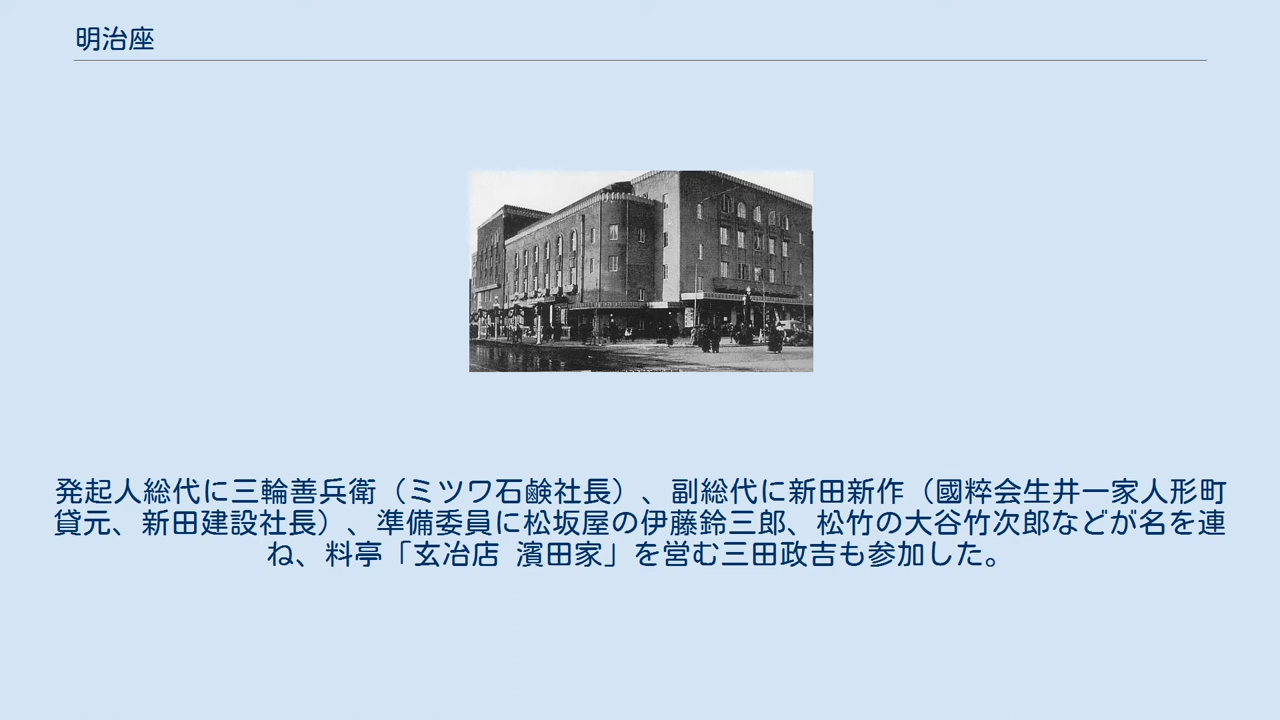 明治座
発起人総代に三輪善兵衛（ミツワ石鹸社長）、副総代に新田新作（國粹会生井一家人形町
貸元、新田建設社長）、準備委員に松坂屋の伊藤鈴三郎、松竹の大谷竹次郎などが名を連
ね、料亭「玄冶店 濱田家」を営む三田政吉も参加した。